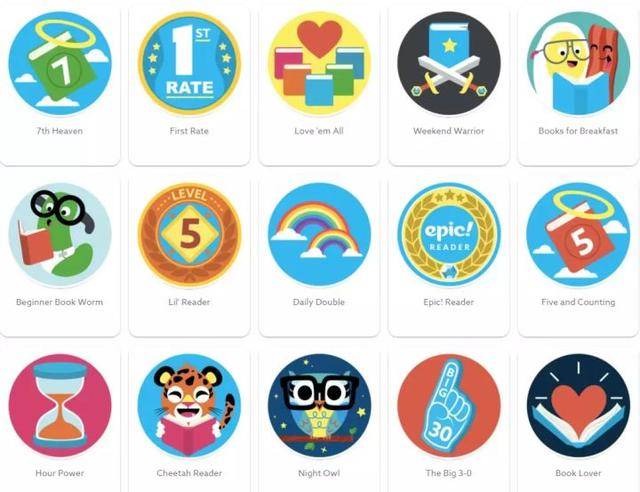 7
1ST
RATE
7th Heaven
First Rate
Love 'em All
Weekend Warrior
Books for Breakfast
LEVEL
5
epic!
READER
5
Beginner Book Worm
Lil' Reader
Daily Double
Epic! Reader
Five and Counting
BIG
30
Hour Power
Cheetah Reader
Night Owl
The Big 3-0
Book Lover